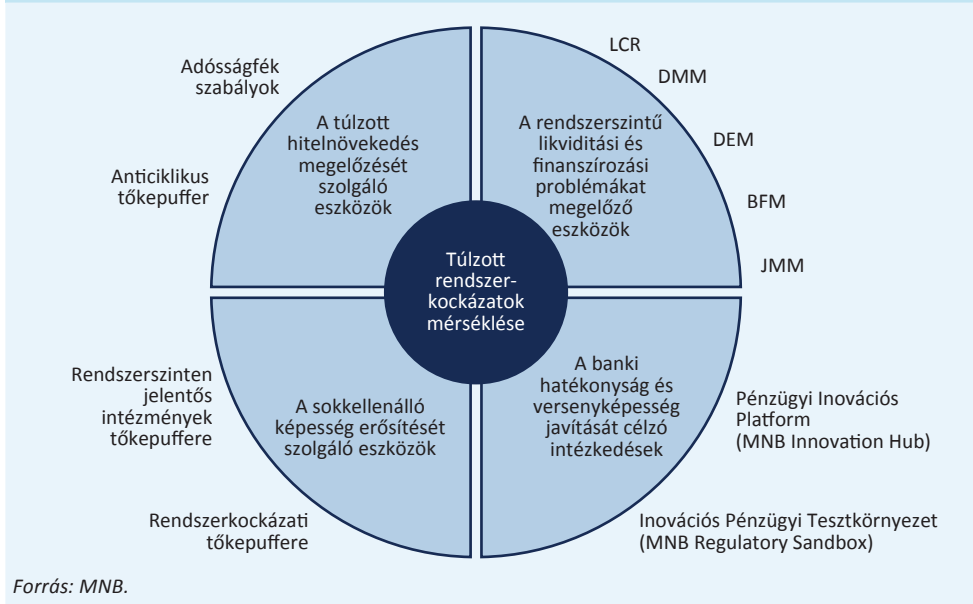 Adósságfék
szabályok
Anticiklikus
tőkepuffer
A túlzott
hitelnövekedés
megelőzését
szolgáló
eszközök
A rendszerszintű
likviditási és
finanszírozási
problémákat
megelőző
eszközök
LCR
DMM
DEM
BFM
JMM
Túlzott
rendszer-
kockázatok
mérséklése
Rendszerszinten
jelentős
intézmények
tőkepuffere
Rendszerkockázati
tőkepuffere
A sokkellenálló
képesség erősítését
szolgáló eszközök
A banki
hatékonyság és
versenyképesség
javítását célzó
intézkedések
Pénzügyi Inovációs
Platform
(MNB Innovation Hub)
Inovációs Pénzügyi Tesztkörnyezet
(MNB Regulatory Sandbox)
Forrás: MNB.